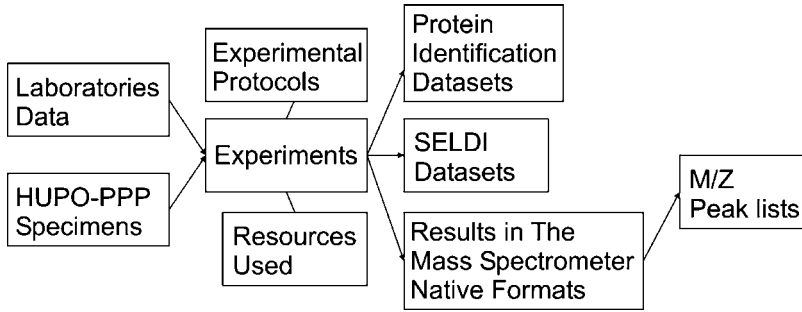 Laboratories
Data
HUPO-PPP
Specimens
Experimental
Protocols
Experiments
Resources
Used
Protein
Identification
Datasets
SELDI
Datasets
Results in The
Mass Spectrometer
Native Formats
M/Z
Peak lists